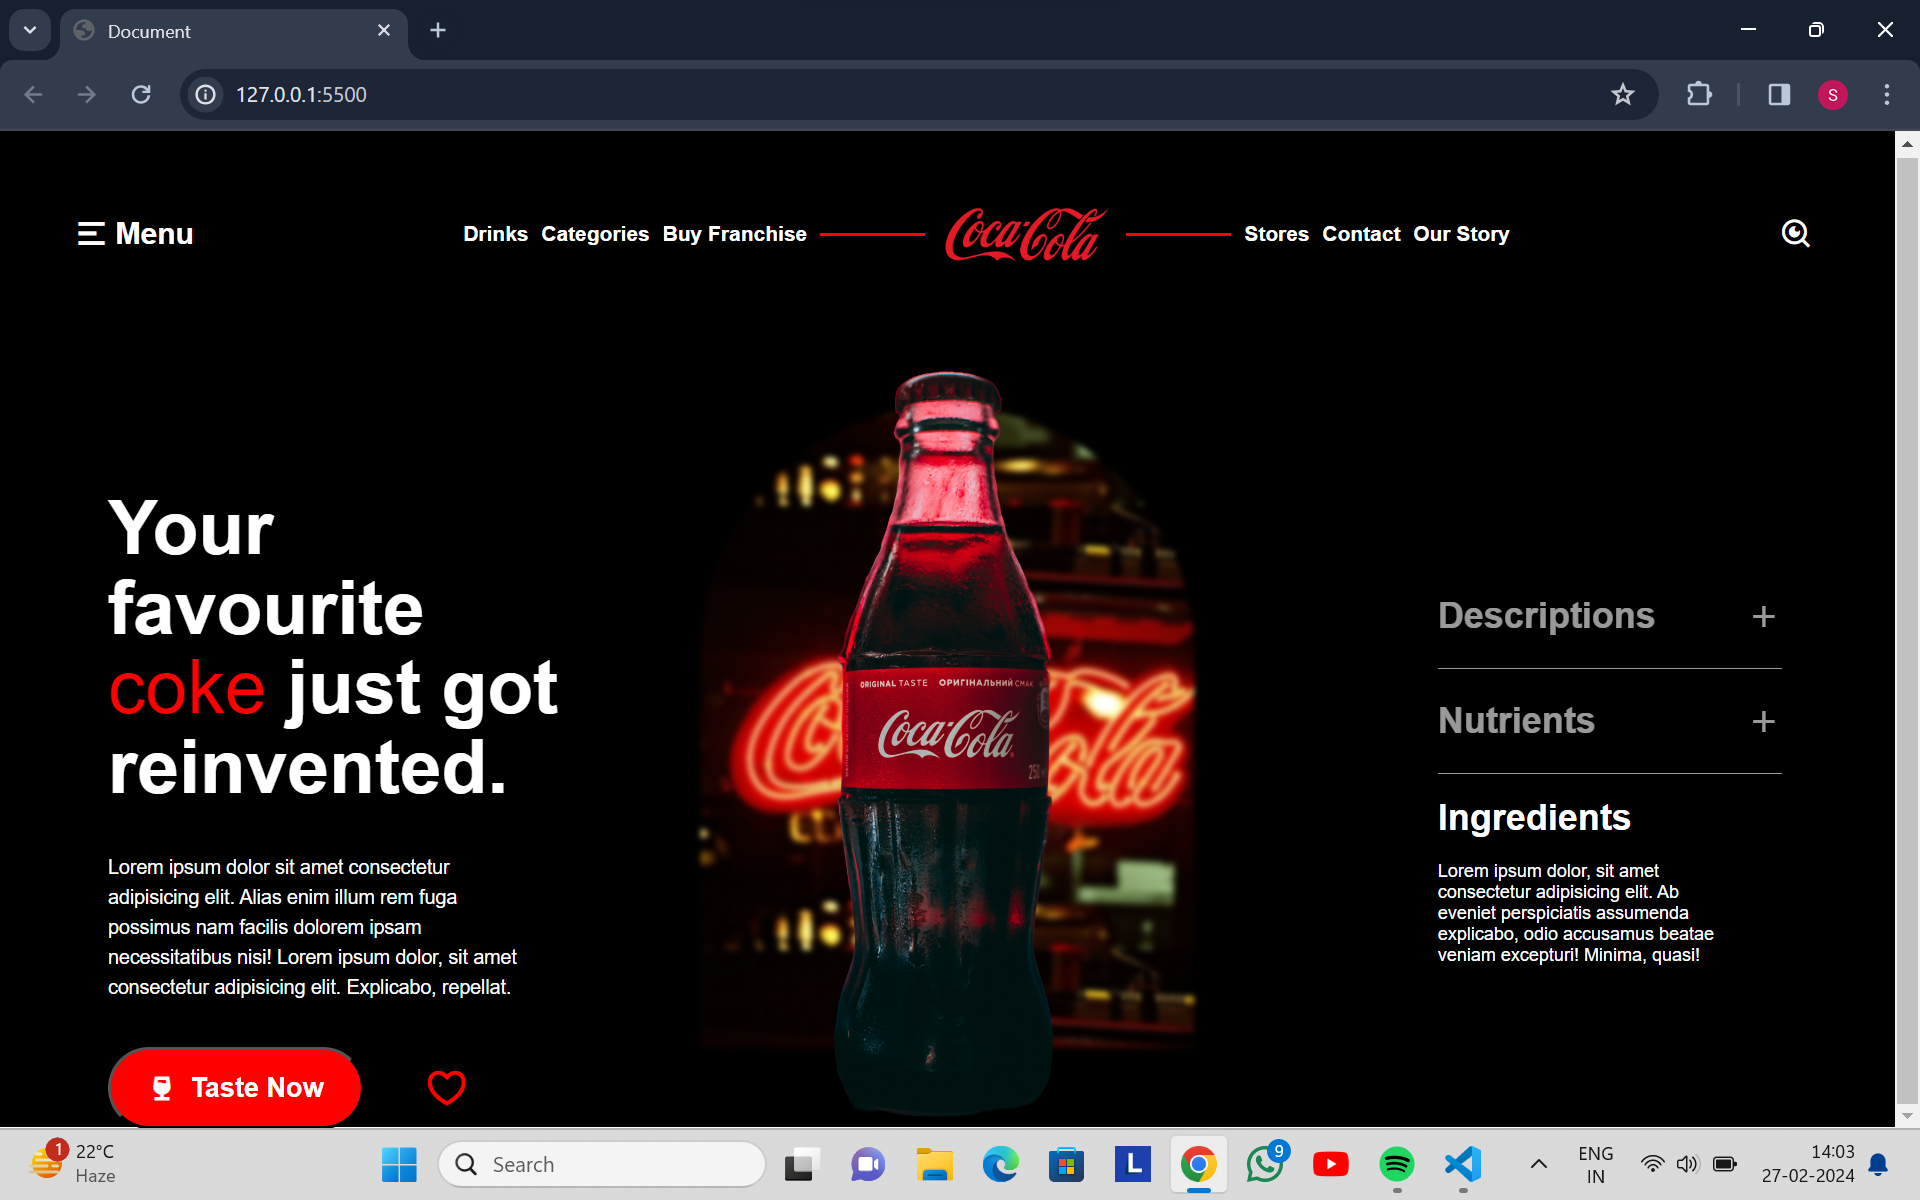 Document
127.0.0.1:5500
S
Menu
Drinks Categories Buy Franchise
Coca-Cola
Stores Contact Our Story
Your
favourite
coke just got
reinvented.
Lorem ipsum dolor sit amet consectetur
adipisicing elit. Alias enim illum rem fuga
possimus nam facilis dolorem ipsam
necessitatibus nisi! Lorem ipsum dolor, sit amet
consectetur adipisicing elit. Explicabo, repellat.
Taste Now
ORIGINAL TASTE ОРИГІНАЛЬНИЙ СМАК
Coca-Cola
250
Descriptions
Nutrients
Ingredients
Lorem ipsum dolor, sit amet
consectetur adipisicing elit. Ab
eveniet perspiciatis assumenda
explicabo, odio accusamus beatae
veniam excepturi! Minima, quasi!
1
22°C
Haze
Search
L
9
ENG
IN
14:03
27-02-2024